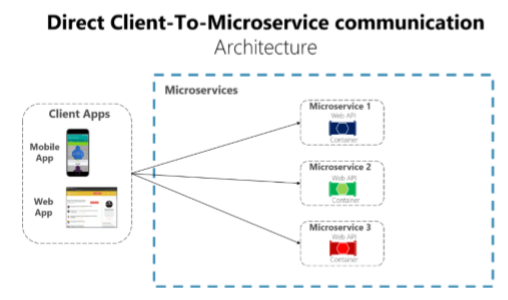 Direct Client-To-Microservice communication
Architecture
Client Apps
Mobile
App
Web
App
Microservices
Microservice 1
Web API
Container
Microservice 2
Web API
Container
Microservice 3
Web API
Container